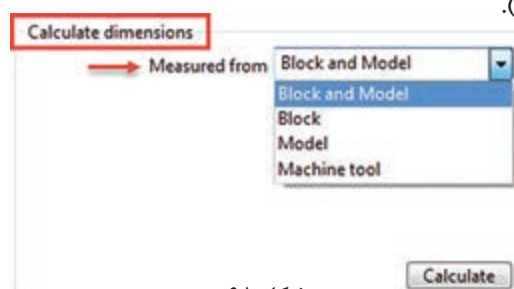 ).
Calculate dimensions
Measured from Block and Model
Block and Model
Block
Model
Machine tool
Calculate